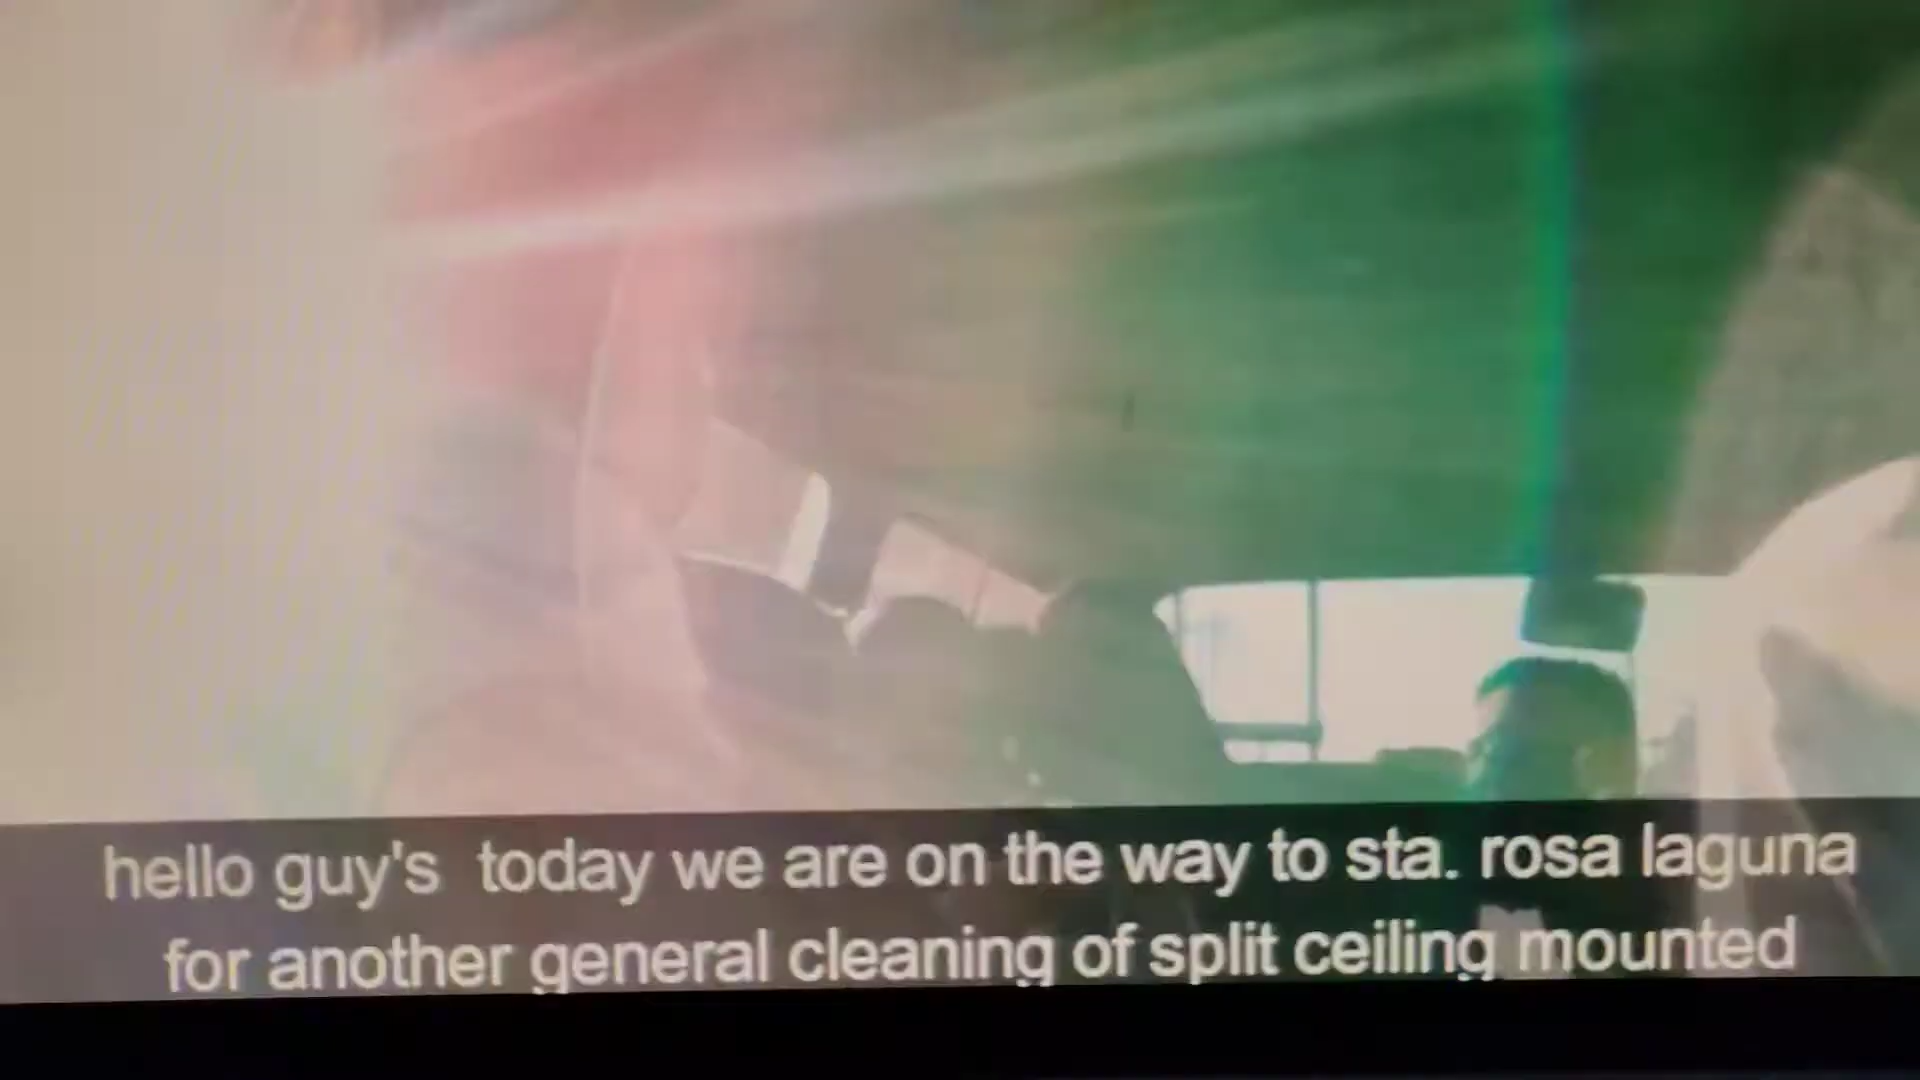 hello guy's today we are on the way to sta. rosa laguna
for another general cleaning of split ceiling mounted